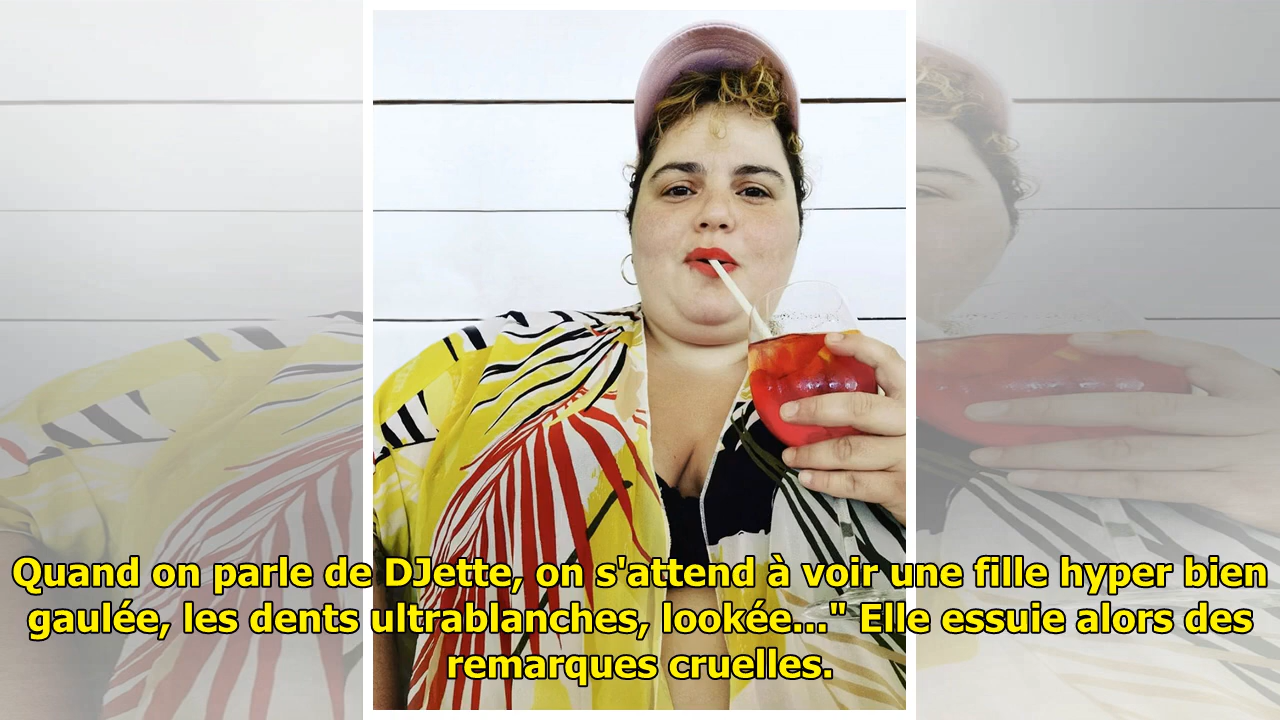 Quand on parle de DJette, on s'attend à voir une fille hyper bien
gaulée, les dents ultrablanches, lookée..." Elle essuie alors des
remarques cruelles.